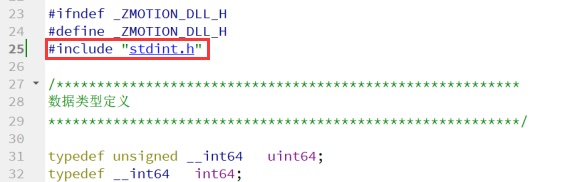 23 #ifndef _ZMOTION_DLL_H
24 #define _ZMOTION_DLL_H
25 #include "stdint.h"
26
27 /*********************************************************
28 数据类型定义
29 **********************************************************/
30
31 typedef unsigned __int64   uint64;
32 typedef __int64   int64;